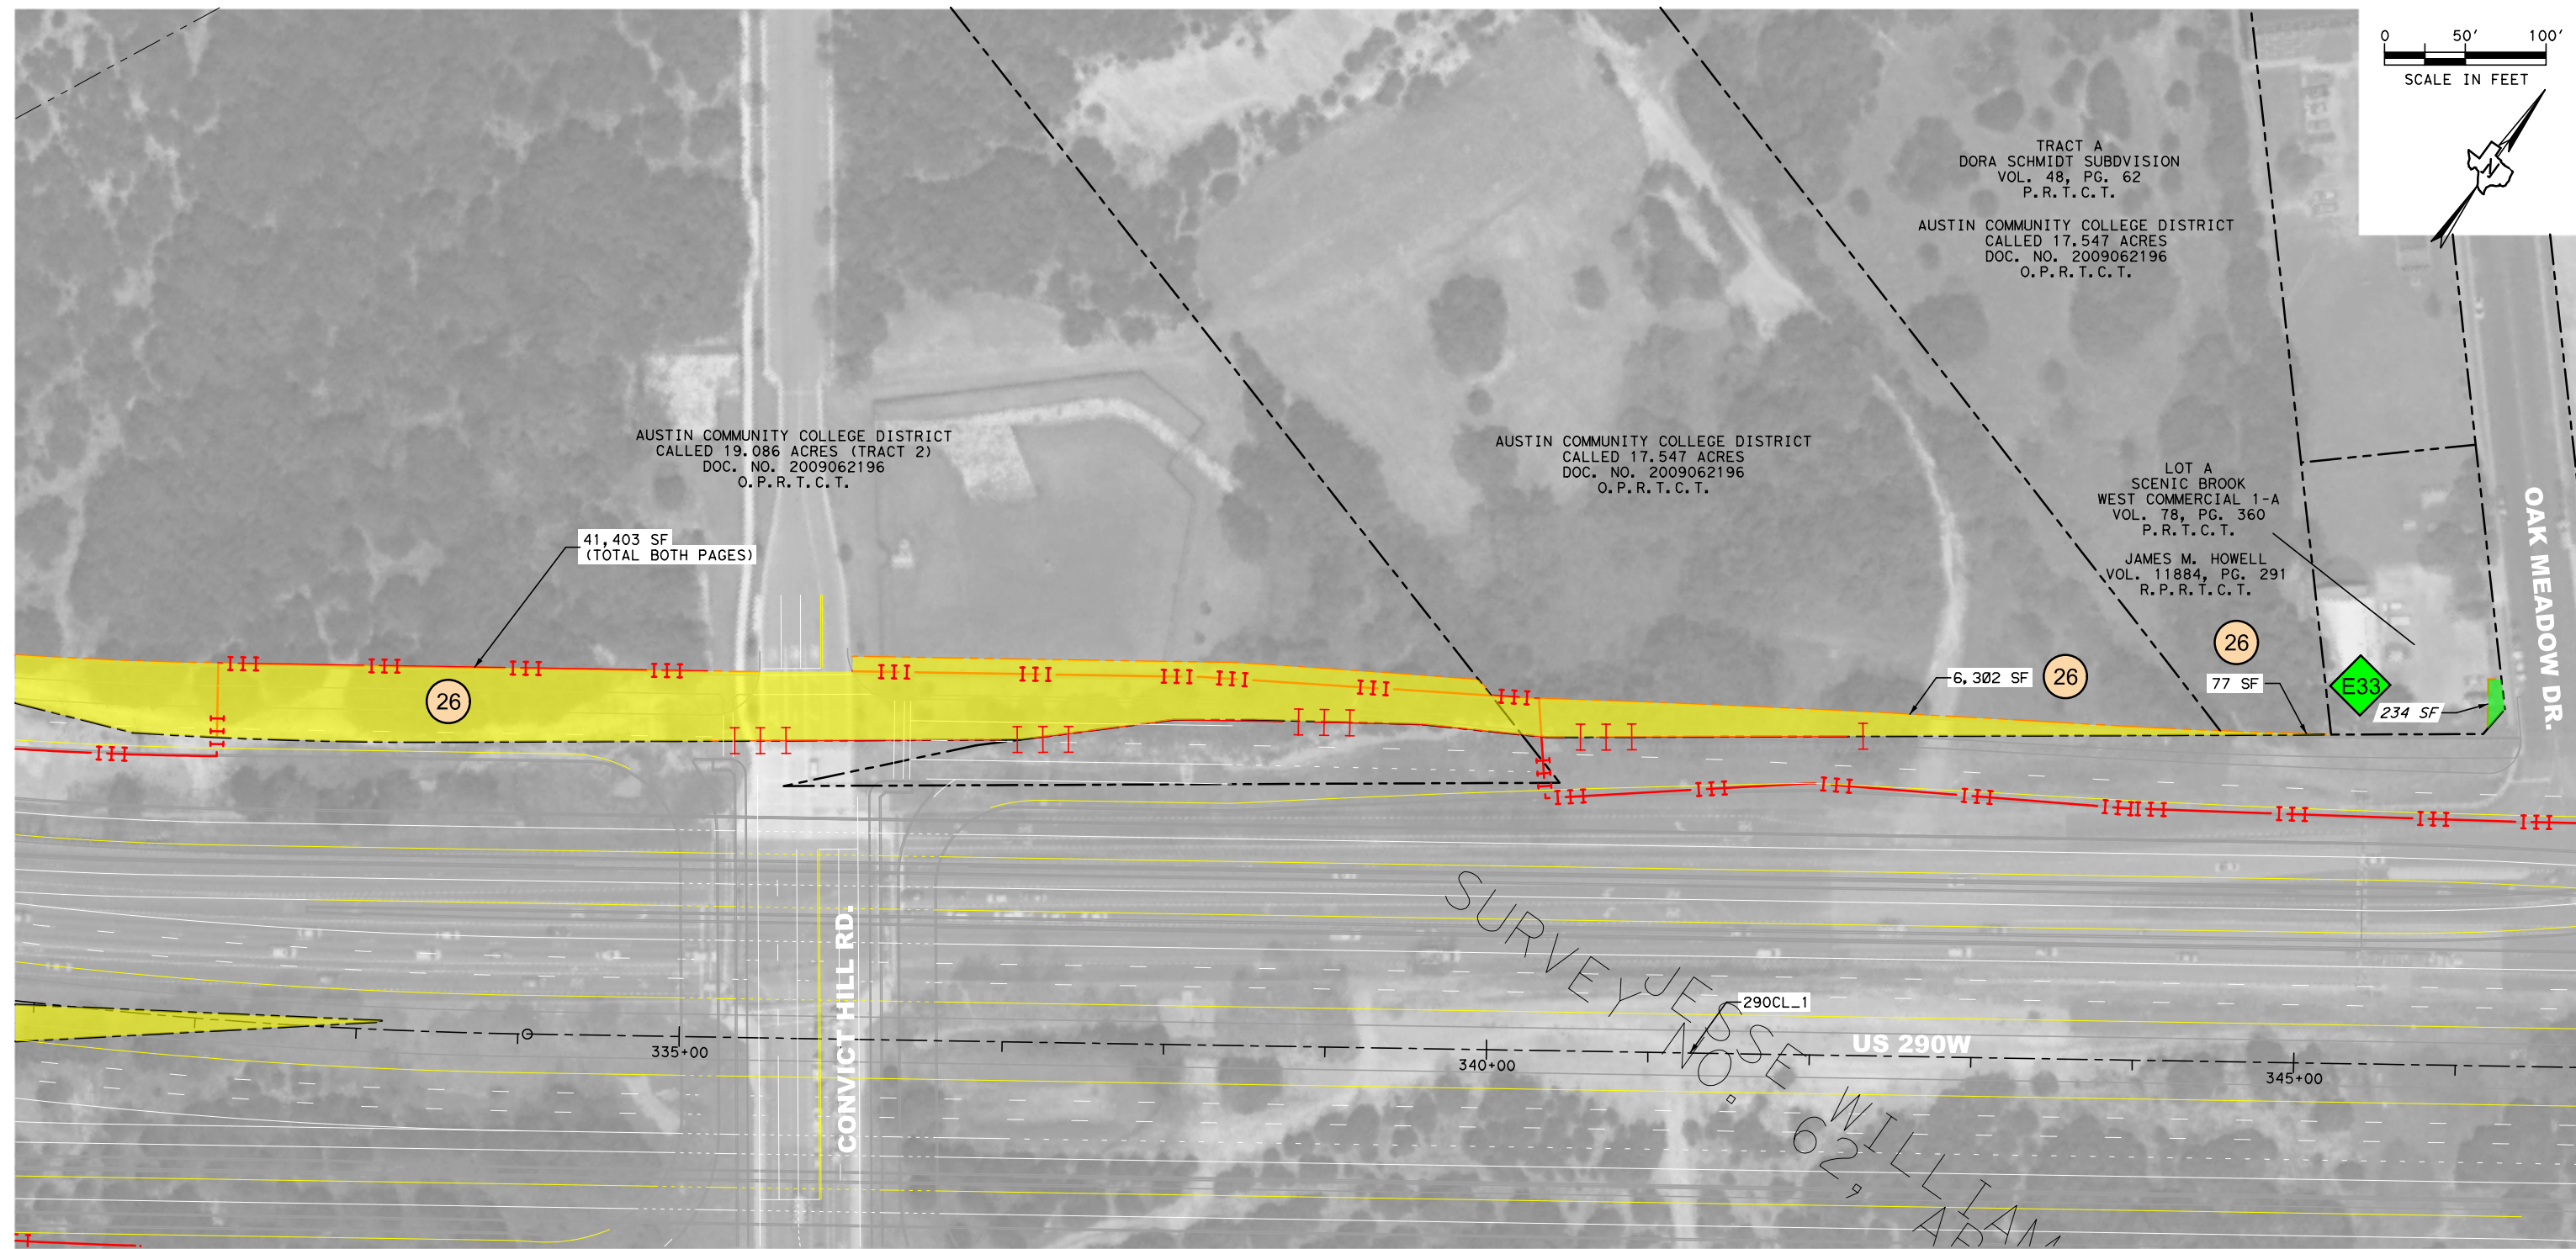 0 50' 100'
SCALE IN FEET
N
TRACT A
DORA SCHMIDT SUBDVISION
VOL. 48, PG. 62
P.R.T.C.T.
AUSTIN COMMUNITY COLLEGE DISTRICT
CALLED 17.547 ACRES
DOC. NO. 2009062196
O.P.R.T.C.T.
AUSTIN COMMUNITY COLLEGE DISTRICT
CALLED 19.086 ACRES (TRACT 2)
DOC. NO. 2009062196
O.P.R.T.C.T.
AUSTIN COMMUNITY COLLEGE DISTRICT
CALLED 17.547 ACRES
DOC. NO. 2009062196
O.P.R.T.C.T.
LOT A
SCENIC BROOK
WEST COMMERCIAL 1-A
VOL. 78, PG. 360
P.R.T.C.T.
JAMES M. HOWELL
VOL. 11884, PG. 291
R.P.R.T.C.T.
OAK MEADOW DR.
41,403 SF
(TOTAL BOTH PAGES)
26
6,302 SF
26
26
77 SF
E33
234 SF
CONVICT HILL RD.
SURVEY NO. 62,
JESSE WILLIAM
290CL_1
US 290W
335+00
340+00
345+00